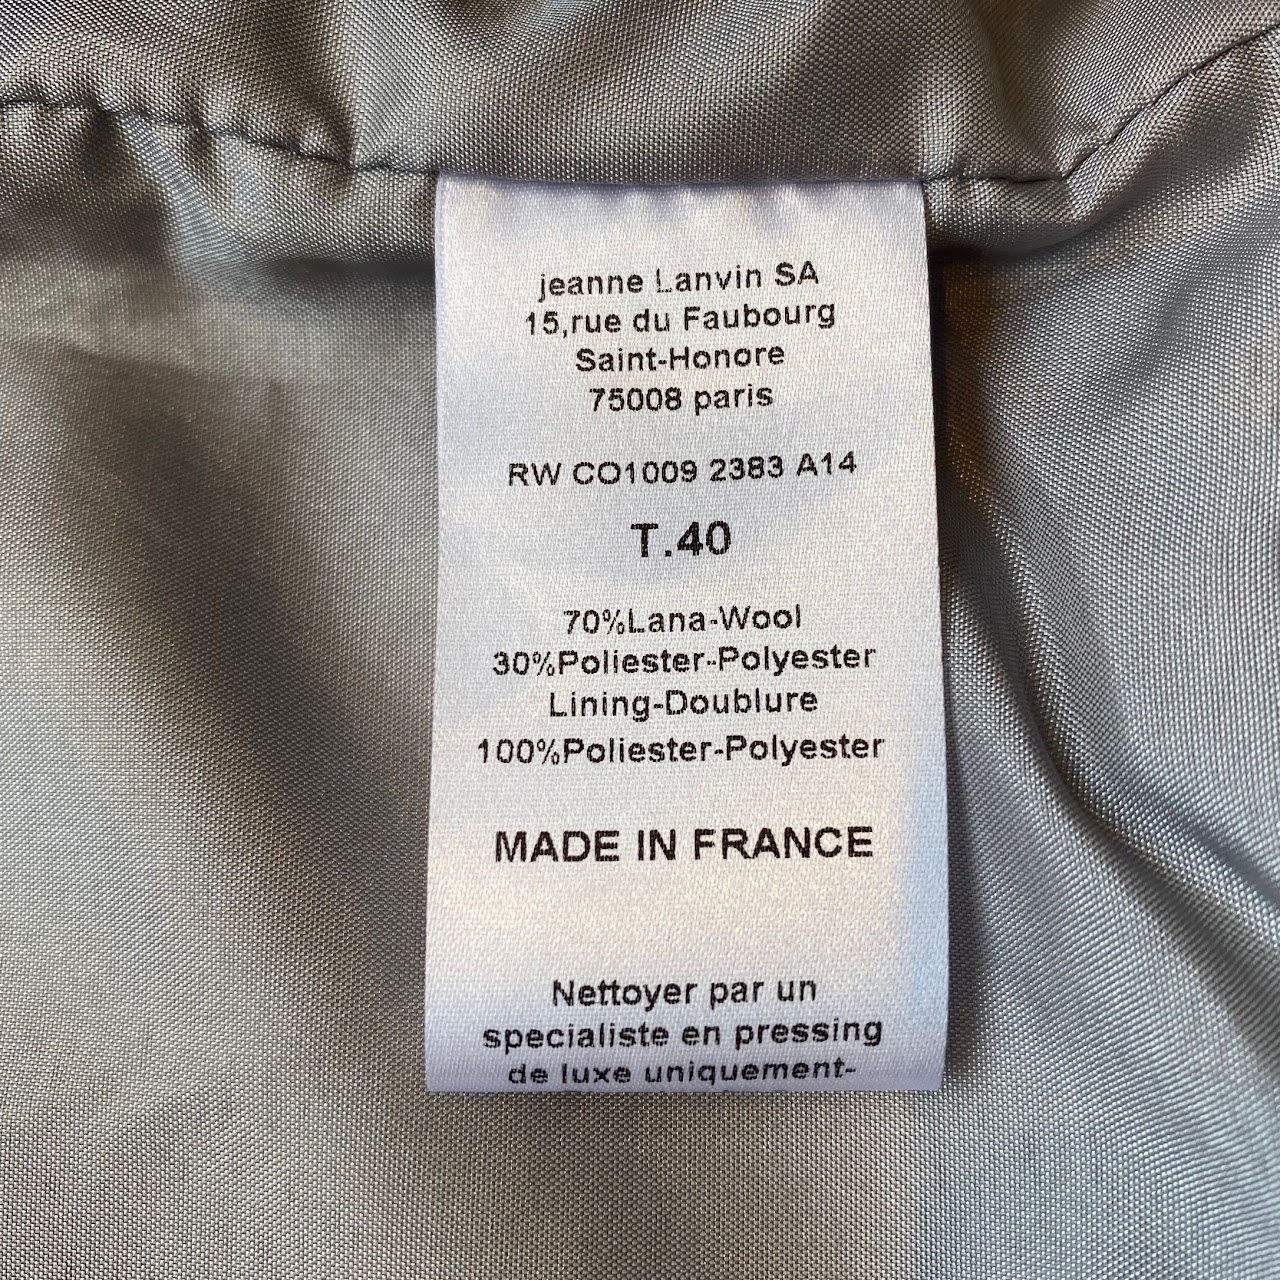 jeanne Lanvin SA
15,rue du Faubourg
Saint-Honore
75008 paris
RW CO1009 2383 A14
T.40
70%Lana-Wool
30%Poliester-Polyester
Lining-Doublure
100%Poliester-Polyester
MADE IN FRANCE
Nettoyer par un
specialiste en pressing
de luxe uniquement-